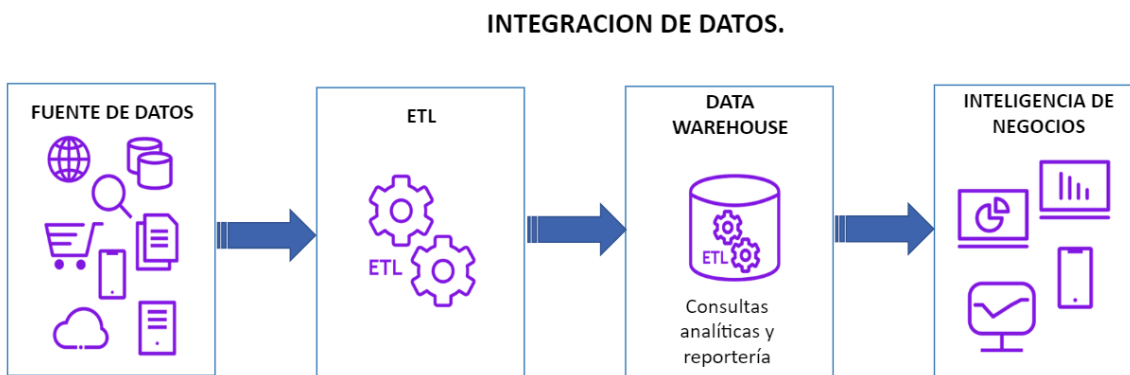 INTEGRACION DE DATOS.
FUENTE DE DATOS
ETL
ETL
DATA
WAREHOUSE
ETL
Consultas
analíticas y
reportería
INTELIGENCIA DE
NEGOCIOS